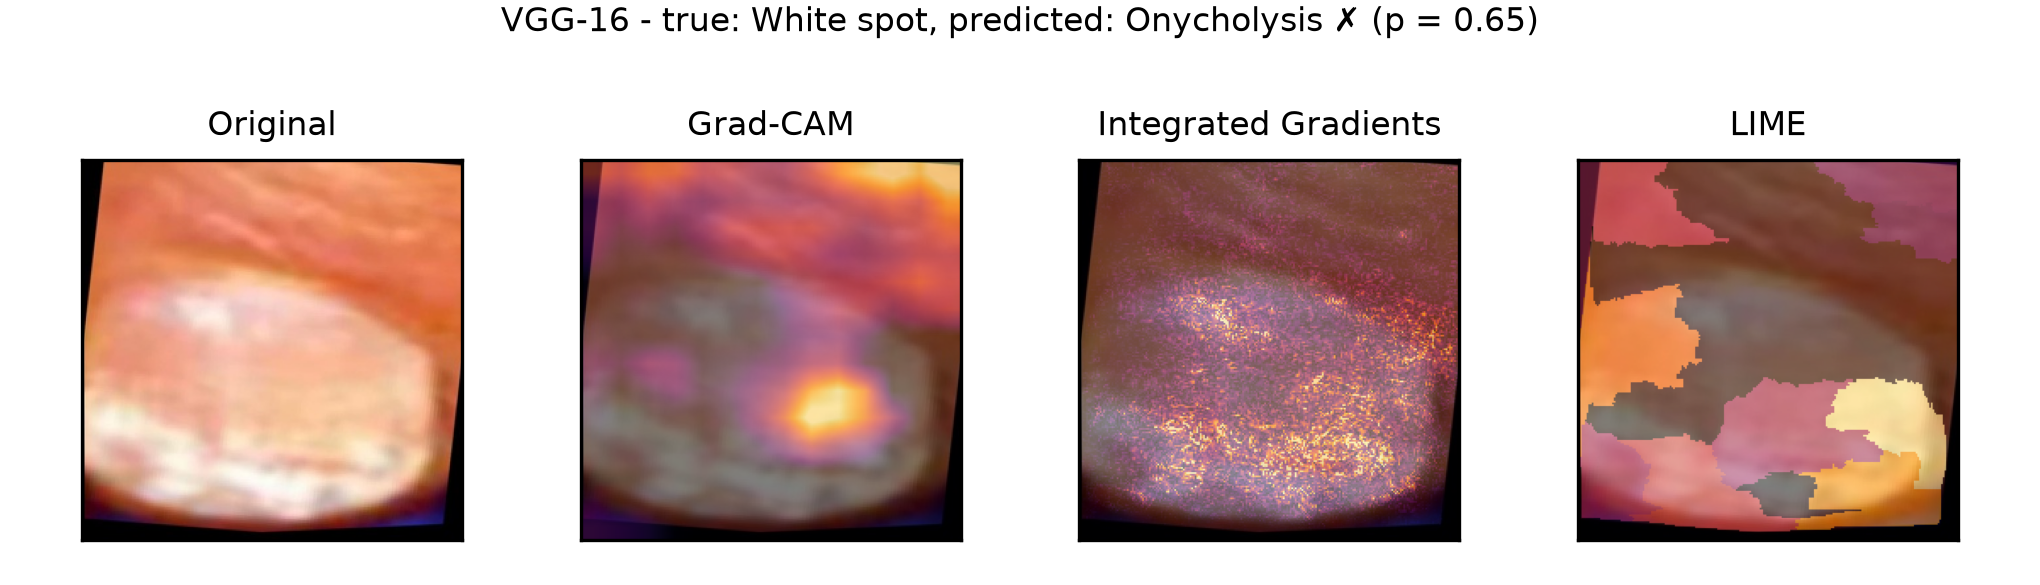 VGG-16 - true: White spot, predicted: Onycholysis ✗ (p = 0.65)
Original
Grad-CAM
Integrated Gradients
LIME